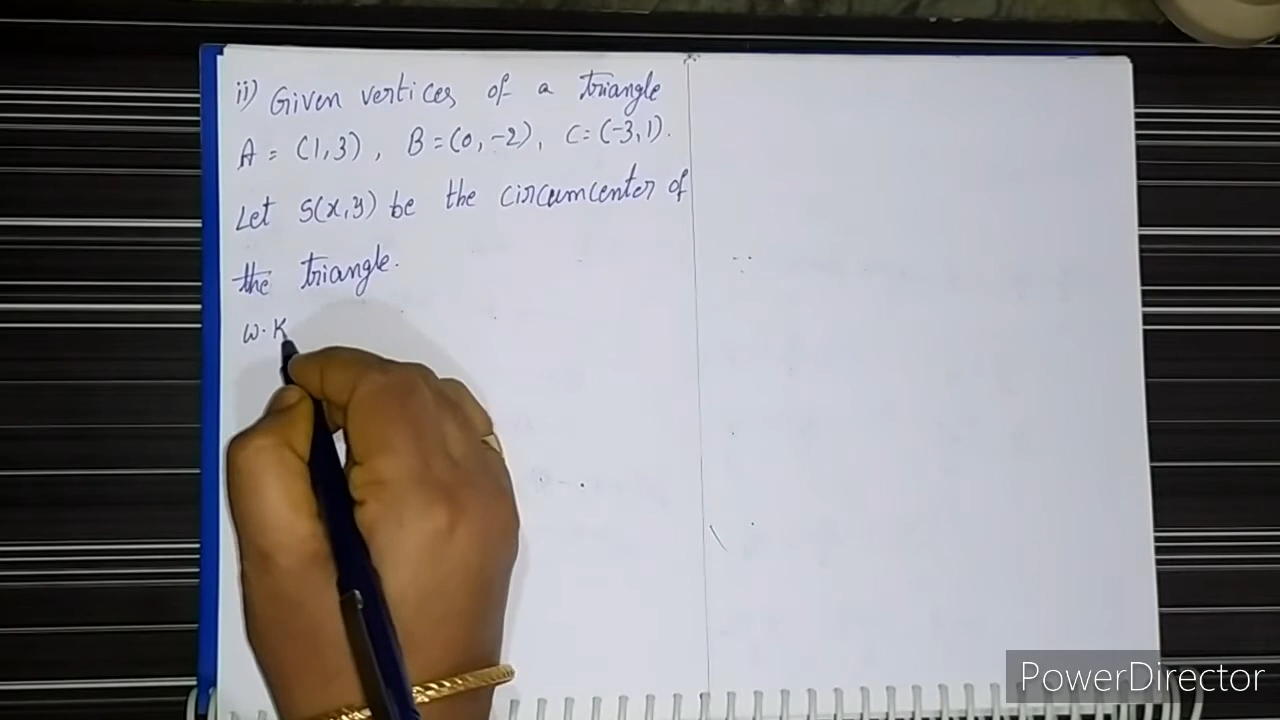 ii) Given vertices of a triangle
A = (1,3), B=(0,-2), C=(-3,1).
Let S(x,y) be the circumcenter of
the triangle.
W.K
PowerDirector